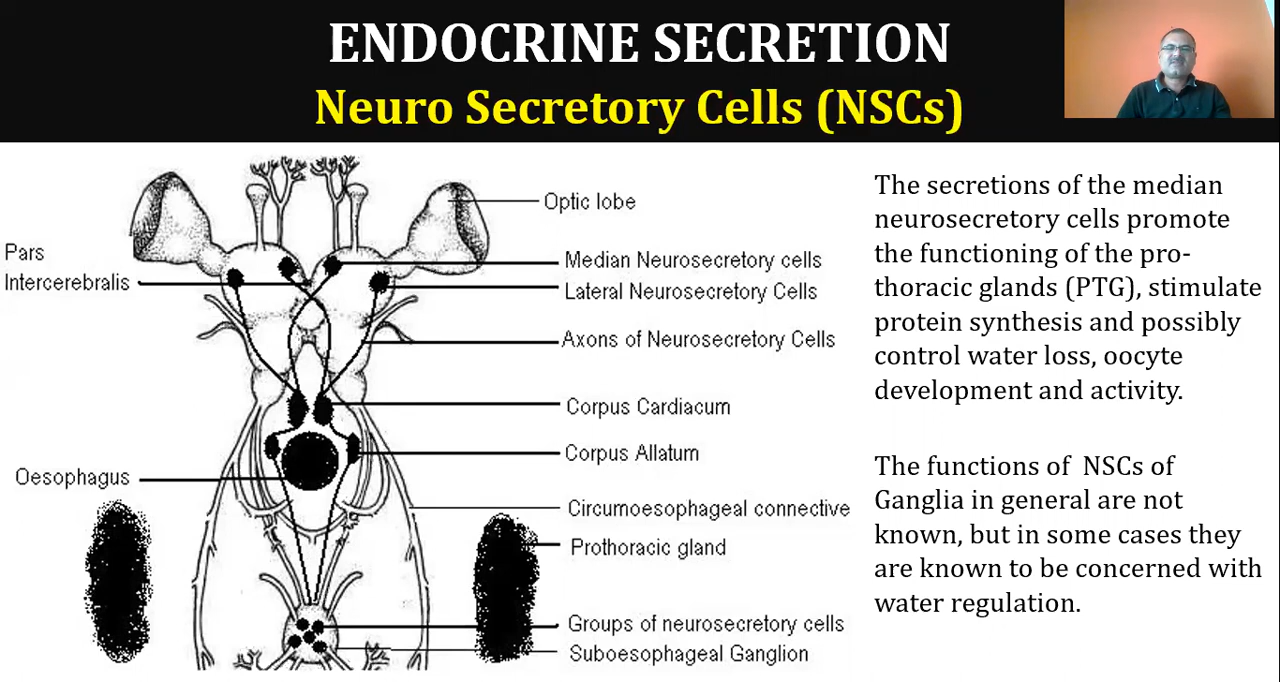 ENDOCRINE SECRETION
Neuro Secretory Cells (NSCs)
Optic lobe
Pars
Intercerebralis
Median Neurosecretory cells
Lateral Neurosecretory Cells
Axons of Neurosecretory Cells
Corpus Cardiacum
Corpus Allatum
Oesophagus
Circumoesophageal connective
Prothoracic gland
Groups of neurosecretory cells
Suboesophageal Ganglion
The secretions of the median
neurosecretory cells promote
the functioning of the pro-
thoracic glands (PTG), stimulate
protein synthesis and possibly
control water loss, oocyte
development and activity.
The functions of  NSCs of
Ganglia in general are not
known, but in some cases they
are known to be concerned with
water regulation.